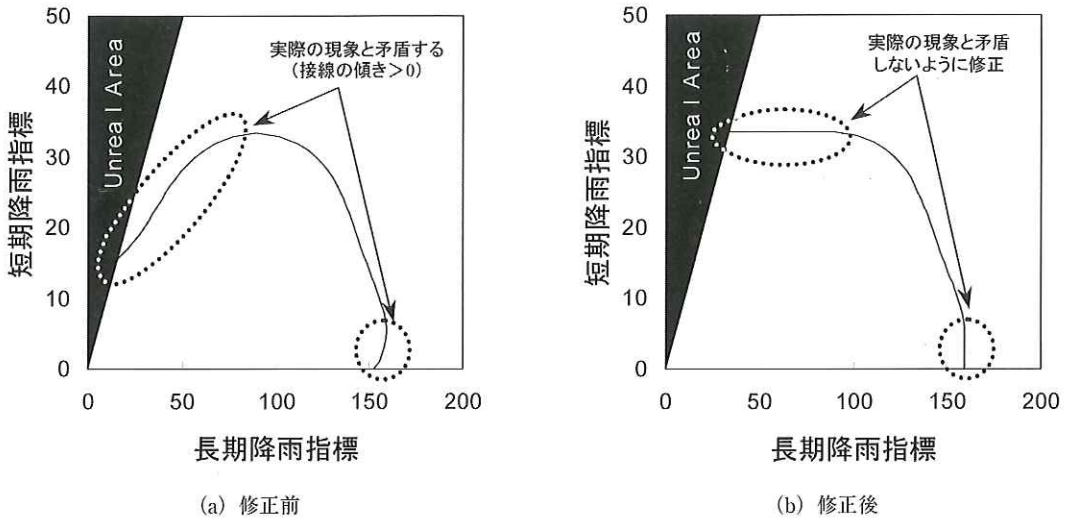 50
40
30
20
10
0
0
50
100
150
200
短期降雨指標
長期降雨指標
Unrea l Area
実際の現象と矛盾する
(接線の傾き>0)
(a) 修正前
50
40
30
20
10
0
0
50
100
150
200
短期降雨指標
長期降雨指標
Unrea l Area
実際の現象と矛盾
しないように修正
(b) 修正後